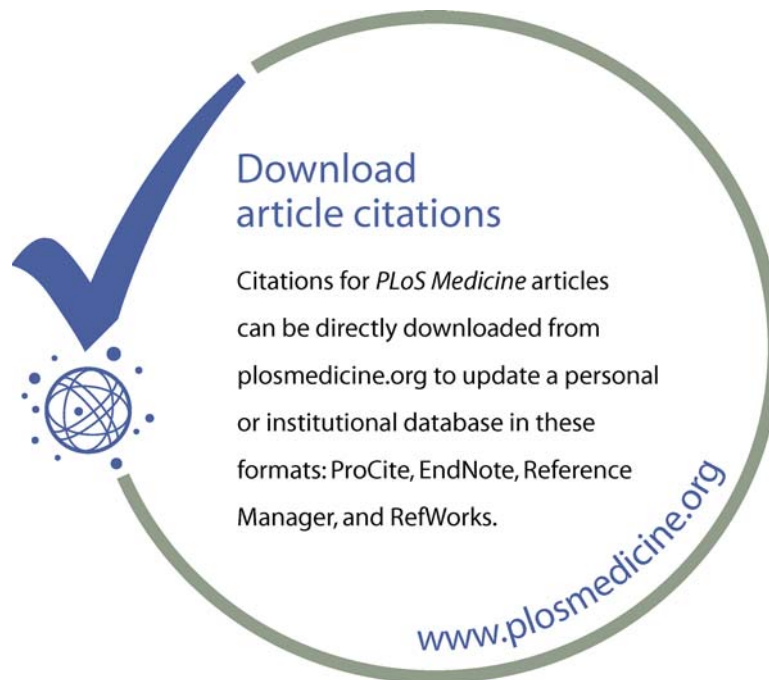 Download
article citations
Citations for PLoS Medicine articles
can be directly downloaded from
plosmedicine.org to update a personal
or institutional database in these
formats: ProCite, EndNote, Reference
Manager, and RefWorks.
www.plosmedicine.org